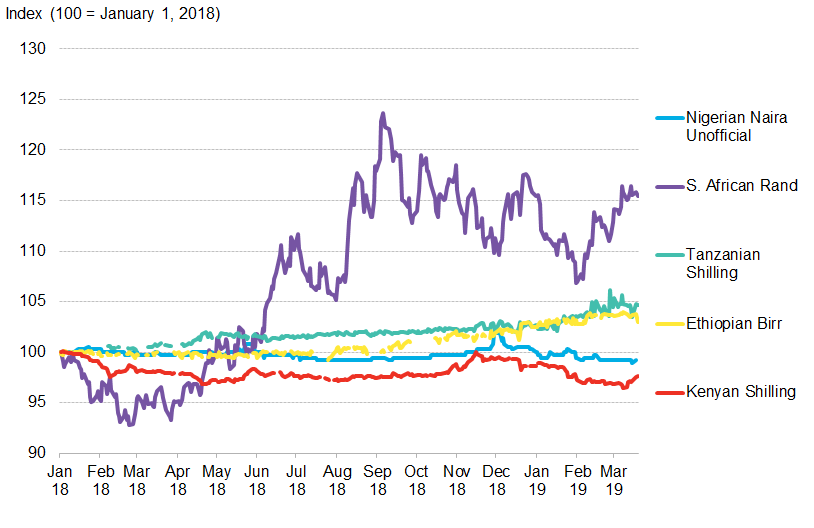 Index (100 = January 1, 2018)
130
125
120
115
110
105
100
95
90
Jan Feb Mar Apr May Jun Jul Aug Sep Oct Nov Dec Jan Feb Mar
18 18 18 18 18 18 18 18 18 18 18 18 19 19 19
Nigerian Naira
Unofficial
S. African Rand
Tanzanian
Shilling
Ethiopian Birr
Kenyan Shilling